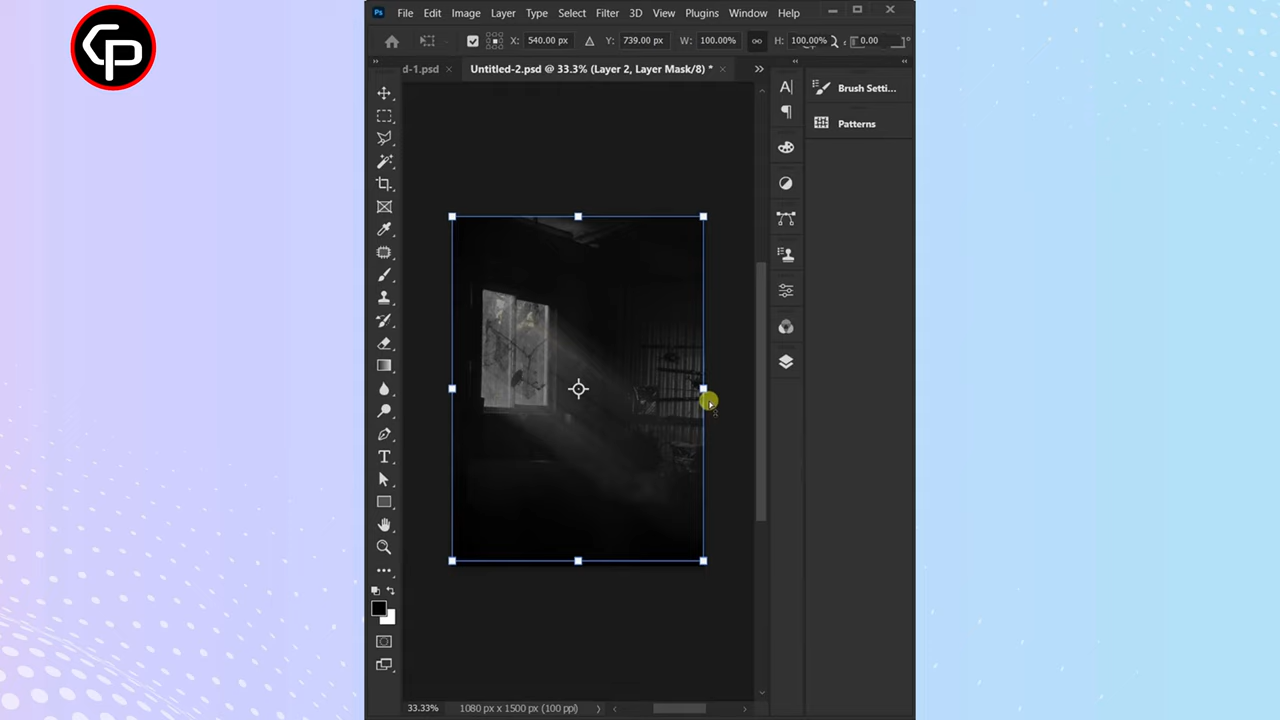 CP
Ps File Edit Image Layer Type Select Filter 3D View Plugins Window Help
X: 540.00 px Y: 739.00 px W: 100.00% H: 100.00% 0.00
d-1.psd × Untitled-2.psd @ 33.3% (Layer 2, Layer Mask/8) * ×
Brush Setti...
Patterns
33.33% 1080 px x 1500 px (100 ppi)